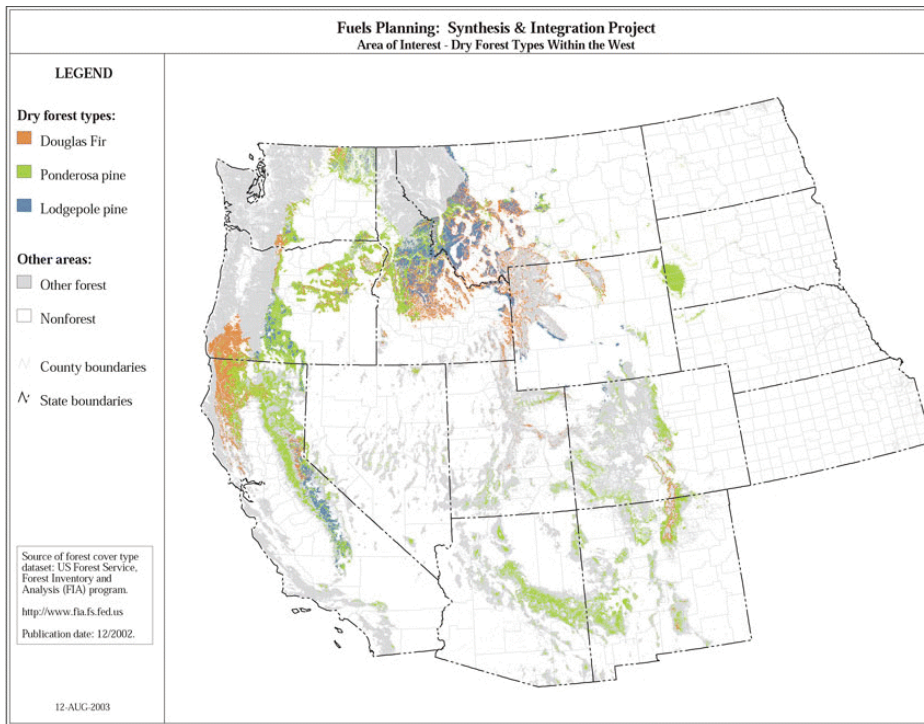 Fuels Planning: Synthesis & Integration Project
Area of Interest - Dry Forest Types Within the West
LEGEND
Dry forest types:
Douglas Fir
Ponderosa pine
Lodgepole pine
Other areas:
Other forest
Nonforest
County boundaries
State boundaries
Source of forest cover type
dataset: US Forest Service,
Forest Inventory and
Analysis (FIA) program.
http://www.fia.fs.fed.us
Publication date: 12/2002.
12-AUG-2003